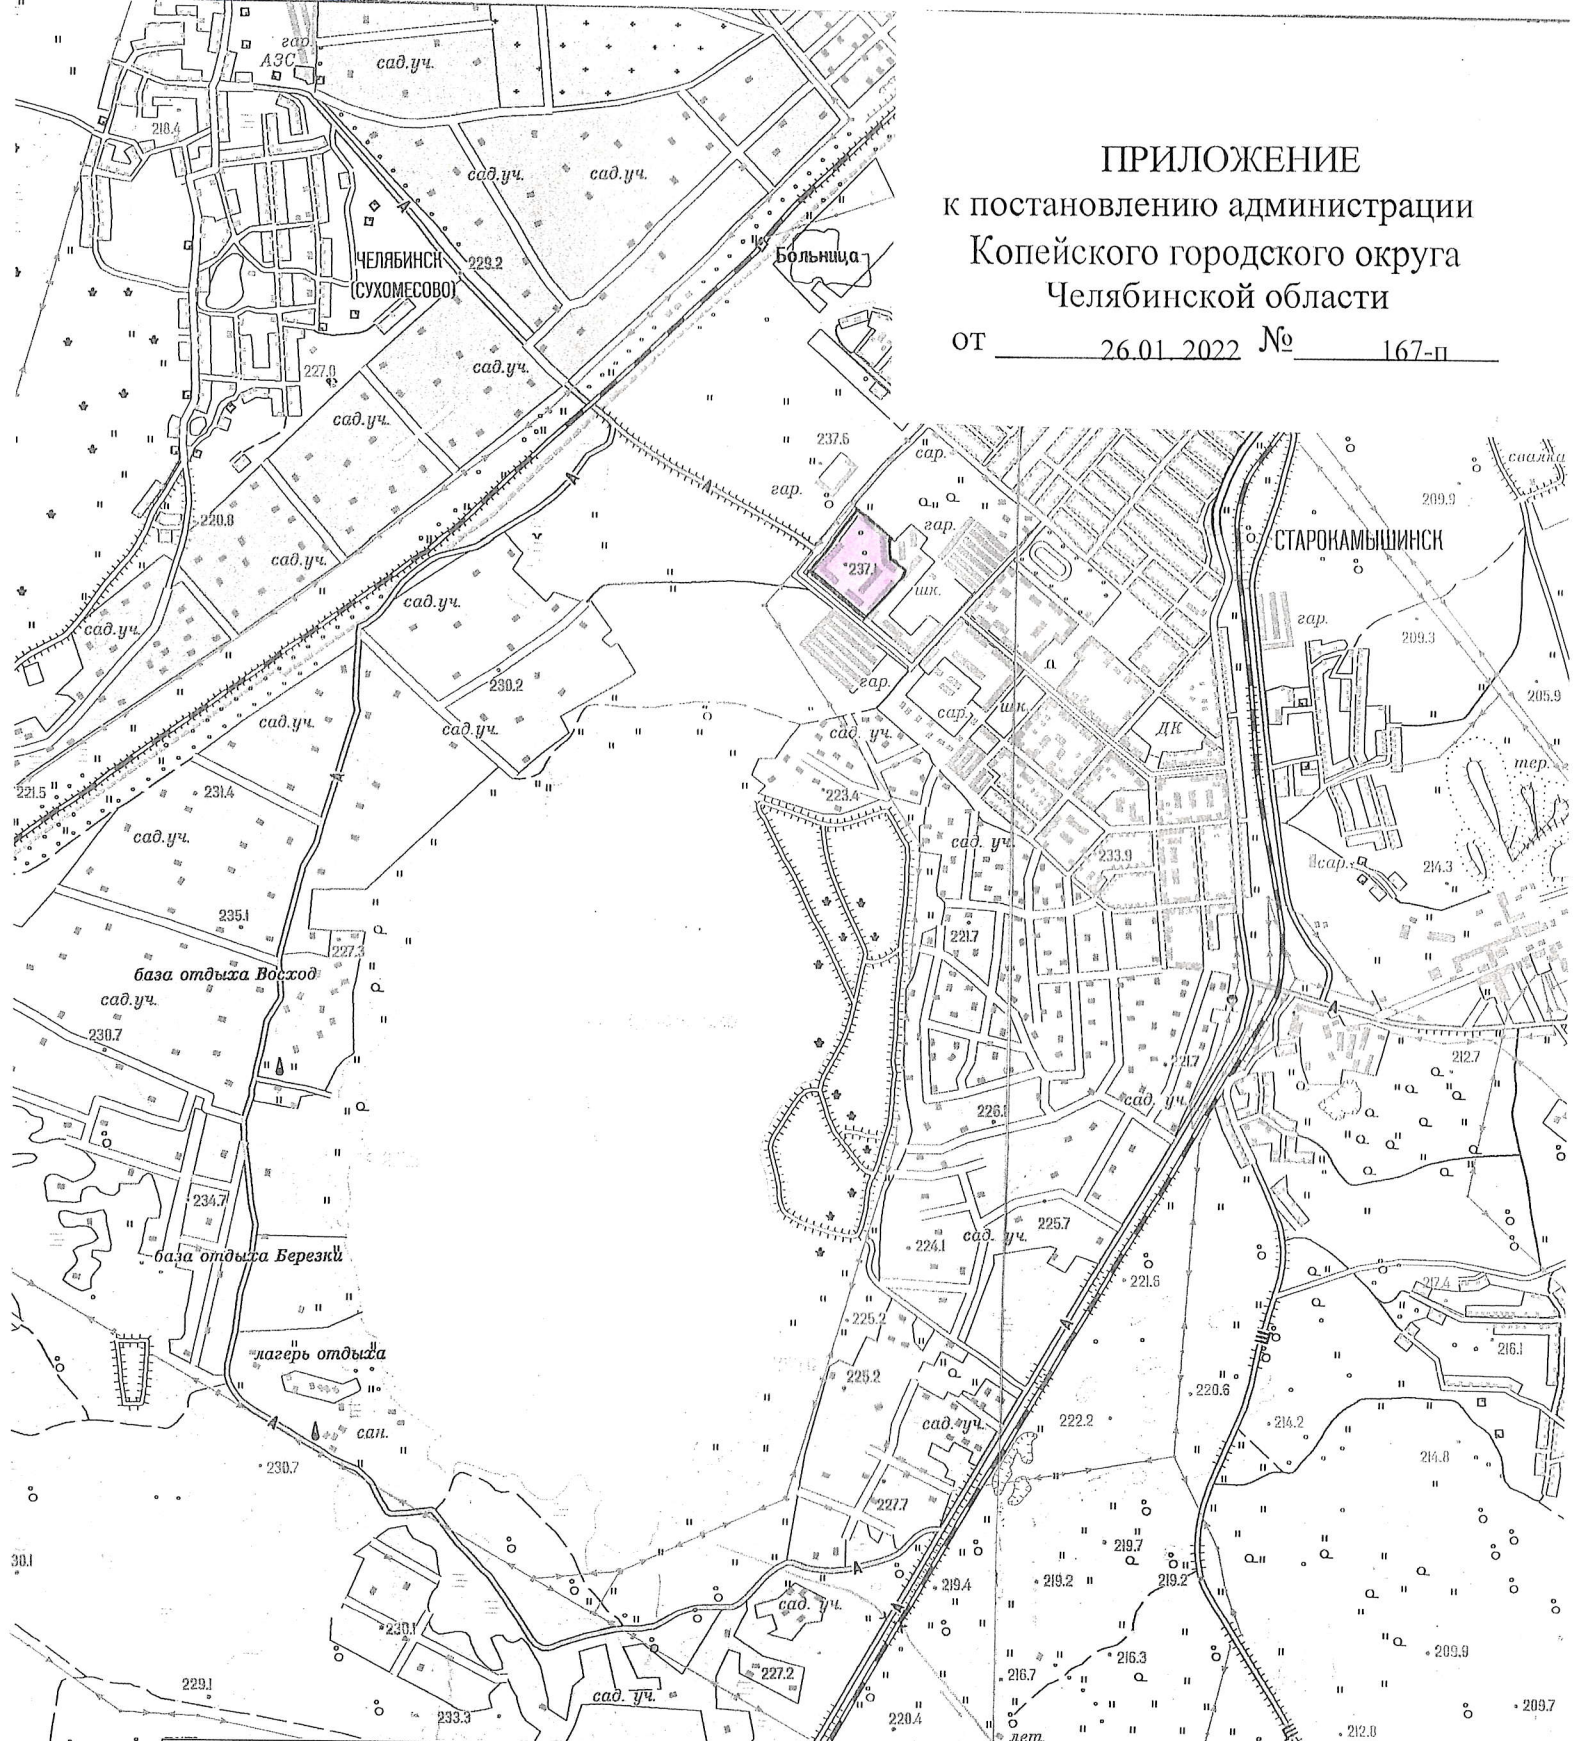 ПРИЛОЖЕНИЕ
к постановлению администрации
Копейского городского округа
Челябинской области
от 26.01.2022 № 167-п
гар.
АЗС
сад.уч.
218.4
сад.уч.
сад.уч.
ЧЕЛЯБИНСК
(СУХОМЕСОВО)
229.2
Больница
227.0
сад.уч.
сад.уч.
237.6
сар.
гар.
гар.
свалка
209.9
220.8
СТАРОКАМЫШИНСК
сад.уч.
237.1
шк.
сад.уч.
сад.уч.
гар.
209.3
230.2
гар.
205.9
сад.уч.
сад.уч.
сад. уч.
сар.
шк.
ДК
тер.
221.5
231.4
223.4
сад.уч.
сад. уч.
233.9
сар.
214.3
235.1
227.3
221.7
база отдыха Восход
сад.уч.
230.7
221.7
212.7
226.1
сад. уч.
234.7
225.7
224.1
сад. уч.
база отдыха Березки
221.6
217.4
225.2
216.1
лагерь отдыха
225.2
220.6
222.2
214.2
сад.уч.
сан.
230.7
214.8
227.7
30.1
219.7
219.4
219.2
219.2
сад. уч.
230.1
209.9
216.3
216.7
227.2
229.1
сад. уч.
233.3
220.4
209.7
212.8
лет.